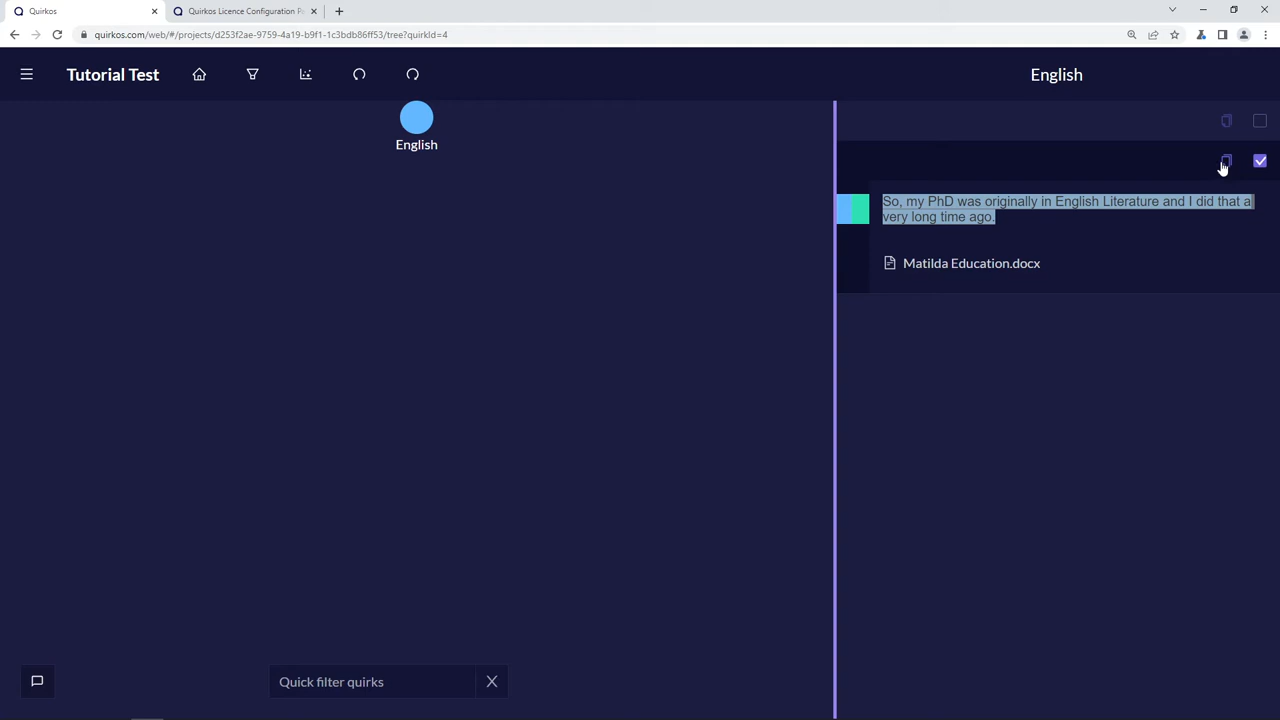 Quirkos
Quirkos Licence Configuration Pa
quirkos.com/web/#/projects/d253f2ae-9759-4a19-b9f1-1c3bdb86ff53/tree?quirkId=4
Tutorial Test
English
English
So, my PhD was originally in English Literature and I did that a
very long time ago.
Matilda Education.docx
Quick filter quirks